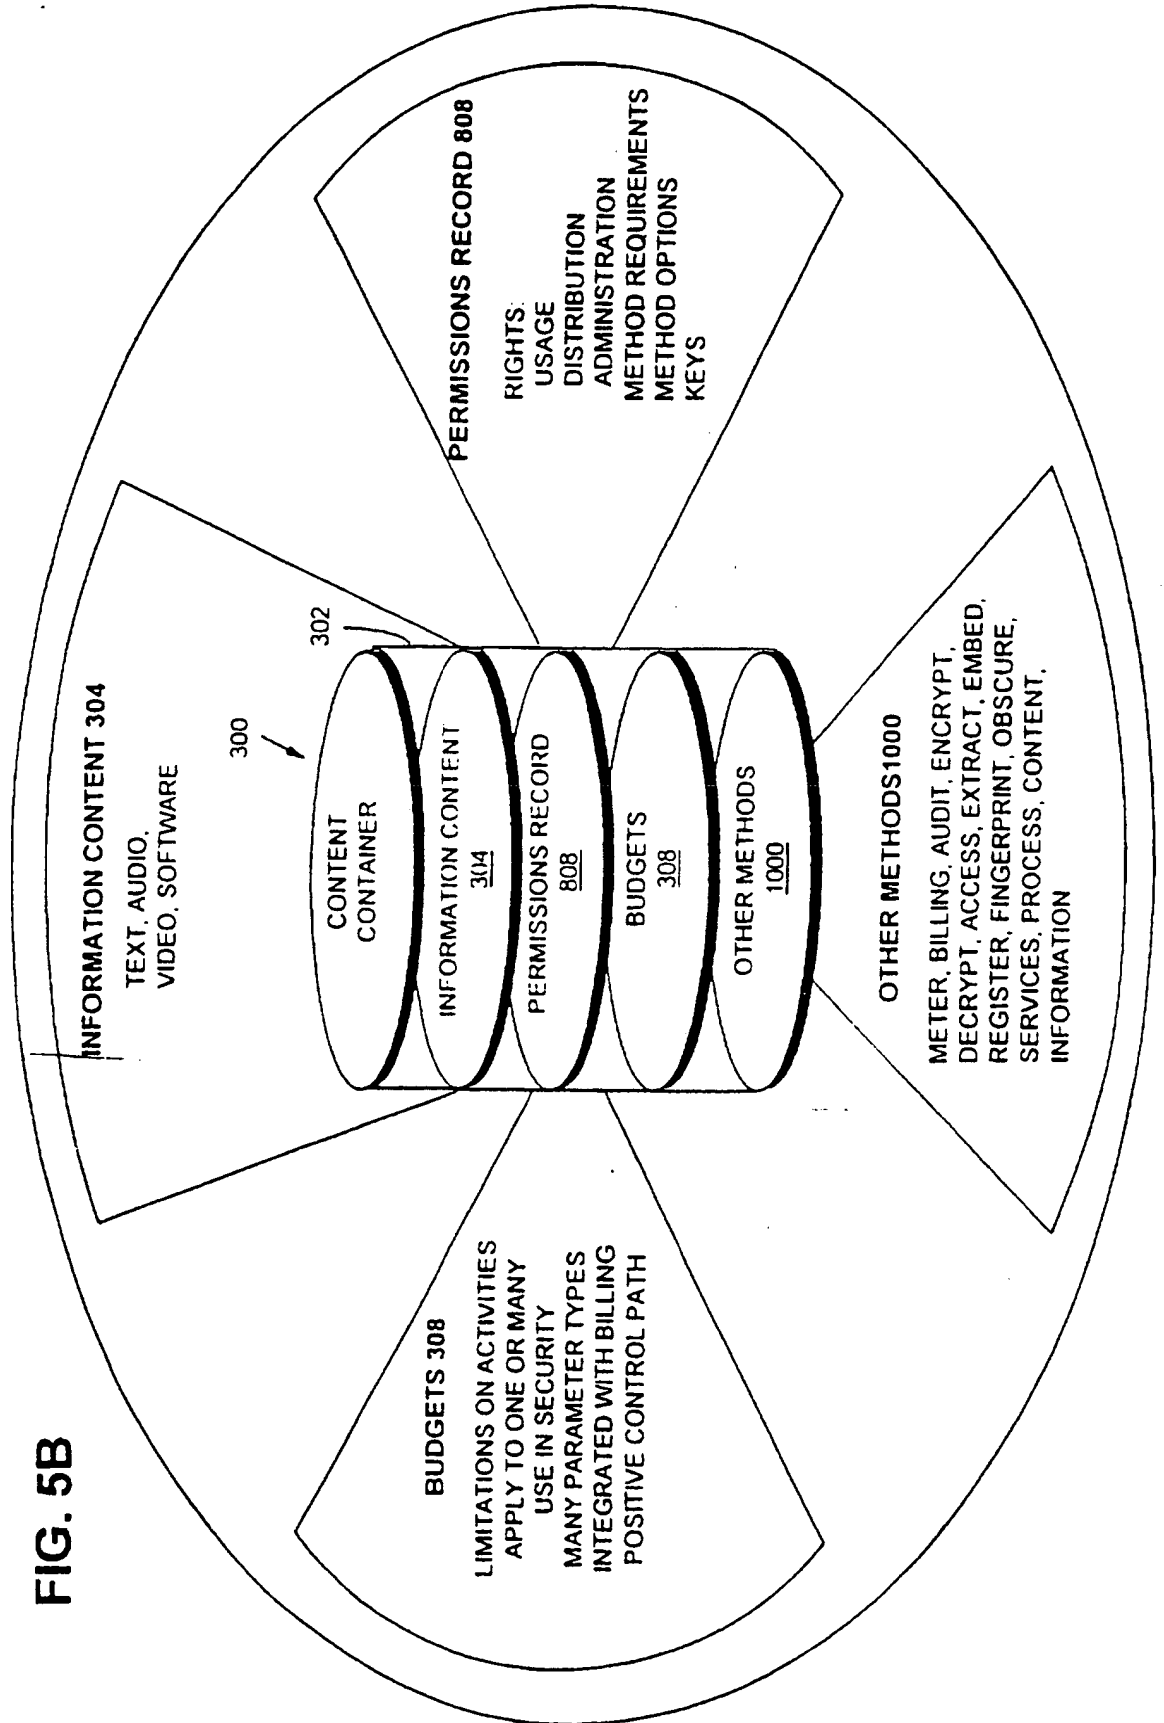 FIG. 5B
INFORMATION CONTENT 304
TEXT, AUDIO,
VIDEO, SOFTWARE
300
302
CONTENT
CONTAINER
INFORMATION CONTENT
304
PERMISSIONS RECORD
808
BUDGETS
308
OTHER METHODS
1000
BUDGETS 308
LIMITATIONS ON ACTIVITIES
APPLY TO ONE OR MANY
USE IN SECURITY
MANY PARAMETER TYPES
INTEGRATED WITH BILLING
POSITIVE CONTROL PATH
PERMISSIONS RECORD 808
RIGHTS:
USAGE
DISTRIBUTION
ADMINISTRATION
METHOD REQUIREMENTS
METHOD OPTIONS
KEYS
OTHER METHODS1000
METER, BILLING, AUDIT, ENCRYPT,
DECRYPT, ACCESS, EXTRACT, EMBED,
REGISTER, FINGERPRINT, OBSCURE,
SERVICES, PROCESS, CONTENT,
INFORMATION